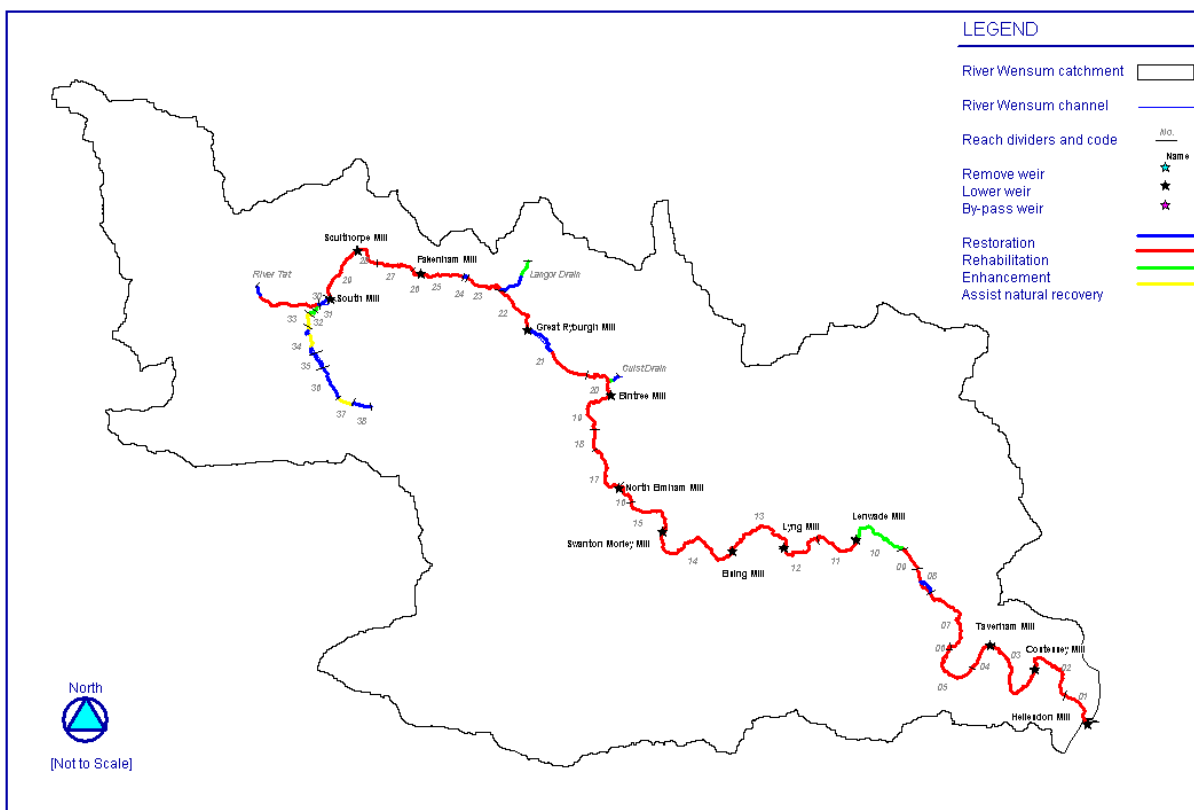 LEGEND
River Wensum catchment
River Wensum channel
Reach dividers and code
No.
Name
Remove weir
Lower weir
By-pass weir
Restoration
Rehabilitation
Enhancement
Assist natural recovery
Sculthorpe Mill
28
Fakenham Mill
River Tat
29
27
26
25
24
23
Langor Drain
30
31
South Mill
33
32
22
Great Ryburgh Mill
34
21
35
Guist Drain
36
20
Bintree Mill
37
38
19
18
17
North Elmham Mill
16
15
13
Lyng Mill
Lenwade Mill
Swanton Morley Mill
14
12
11
10
Elsing Mill
09
08
07
Taverham Mill
06
04
03
Costessey Mill
02
05
01
Hellesdon Mill
North
[Not to Scale]